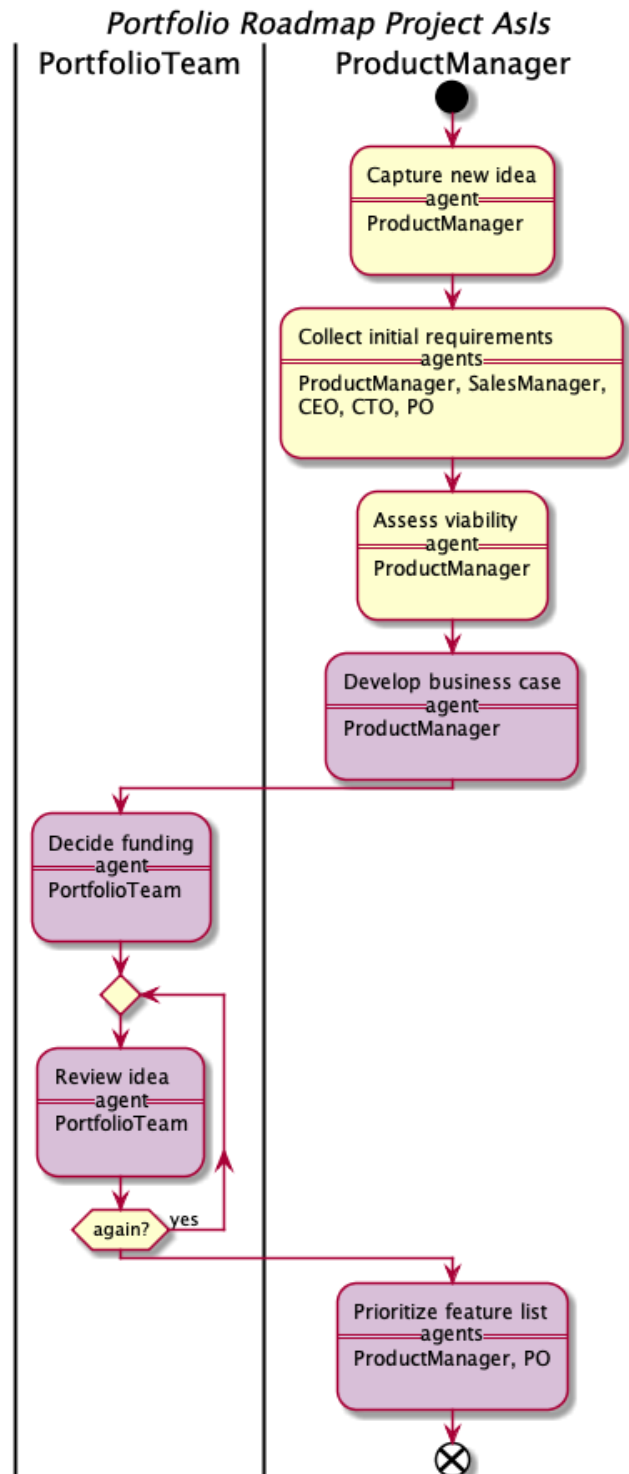 Portfolio Roadmap Project AsIs
PortfolioTeam
ProductManager
Capture new idea
agent
ProductManager
Collect initial requirements
agents
ProductManager, SalesManager,
CEO, CTO, PO
Assess viability
agent
ProductManager
Develop business case
agent
ProductManager
Decide funding
agent
PortfolioTeam
Review idea
agent
PortfolioTeam
again?
yes
Prioritize feature list
agents
ProductManager, PO